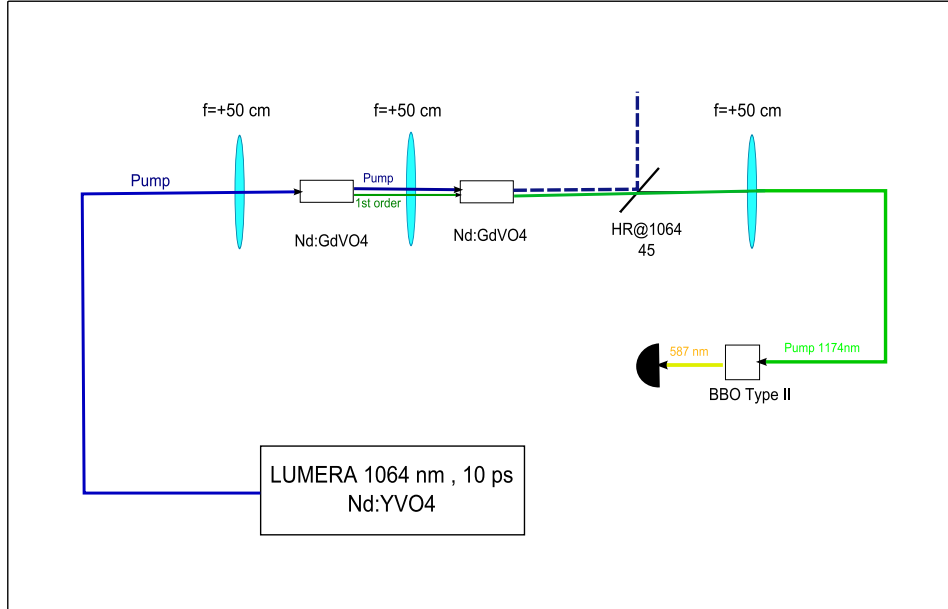 f=+50 cm
f=+50 cm
f=+50 cm
Pump
Pump
1st order
Nd:GdVO4
Nd:GdVO4
HR@1064
45
587 nm
Pump 1174nm
BBO Type II
LUMERA 1064 nm , 10 ps
Nd:YVO4